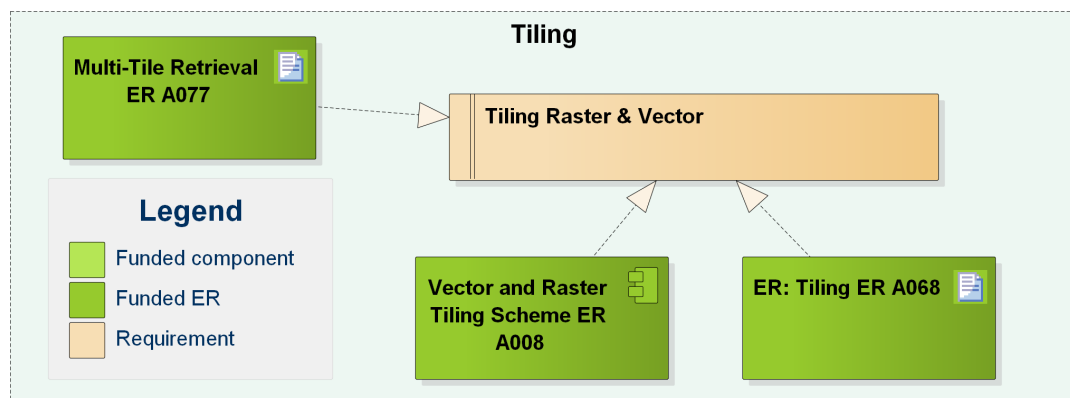 Tiling
Multi-Tile Retrieval
ER A077
Tiling Raster & Vector
Legend
Funded component
Funded ER
Requirement
Vector and Raster
Tiling Scheme ER
A008
ER: Tiling ER A068